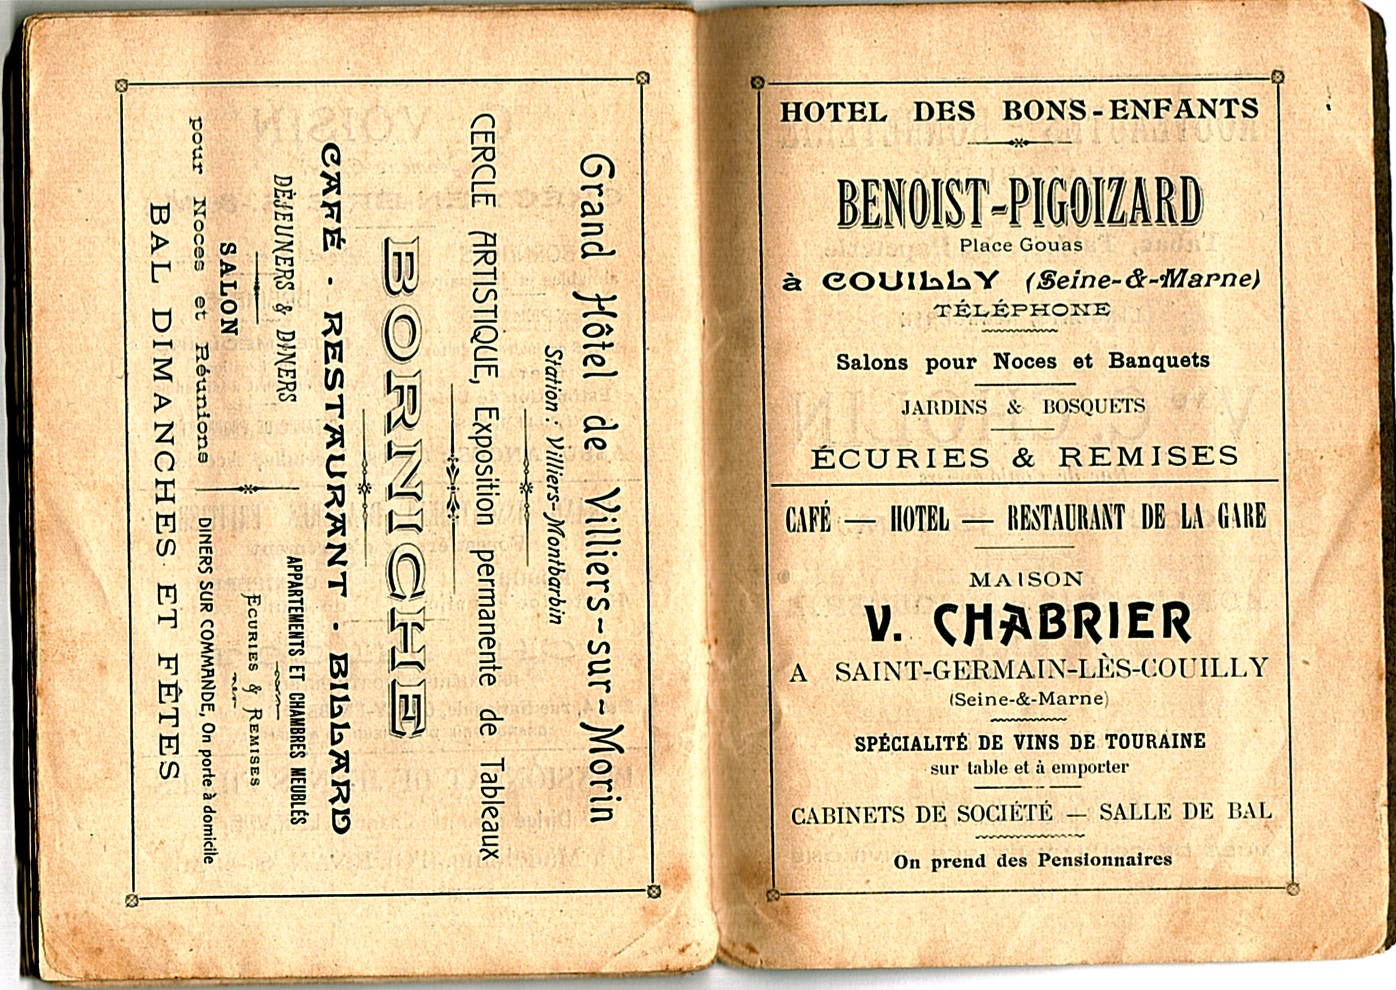 Grand Hôtel de Villiers-sur-Morin
Station : Villiers-Montbarbin
CERCLE ARTISTIQUE, Exposition permanente de Tableaux
BORNICHE
CAFÉ · RESTAURANT · BILLARD
DÉJEUNERS & DINERS
SALON
pour Noces et Réunions
APPARTEMENTS ET CHAMBRES MEUBLÉS
ECURIES & REMISES
DINERS SUR COMMANDE, On porte à domicile
BAL DIMANCHES ET FÊTES
HOTEL DES BONS-ENFANTS
BENOIST-PIGOIZARD
Place Gouas
à COUILLY (Seine-&-Marne)
TÉLÉPHONE
Salons pour Noces et Banquets
JARDINS & BOSQUETS
ÉCURIES & REMISES
CAFÉ — HOTEL — RESTAURANT DE LA GARE
MAISON
V. CHABRIER
A SAINT-GERMAIN-LÈS-COUILLY
(Seine-&-Marne)
SPÉCIALITÉ DE VINS DE TOURAINE
sur table et à emporter
CABINETS DE SOCIÉTÉ — SALLE DE BAL
On prend des Pensionnaires